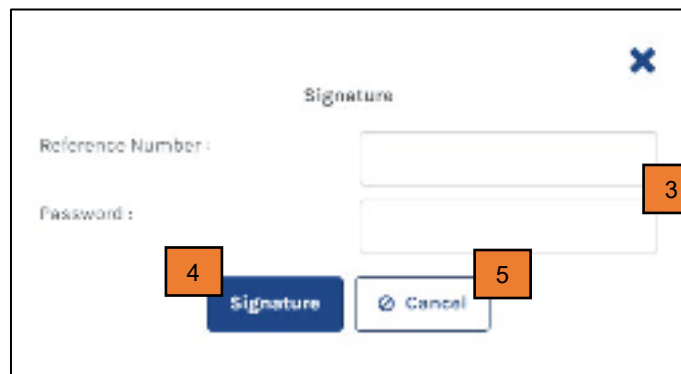 Signature
Reference Number :
3
Password :
4
5
Signature
Cancel